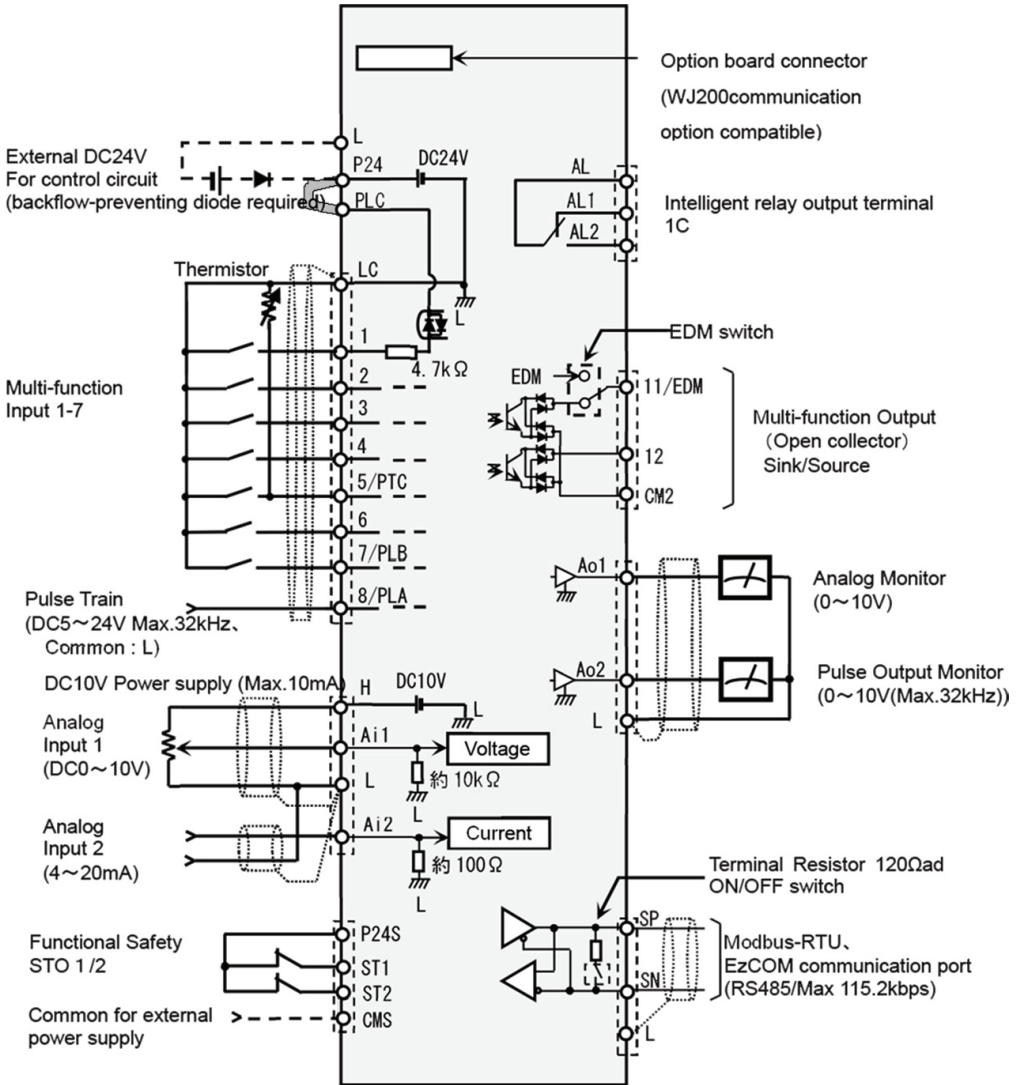 Option board connector
(WJ200communication
option compatible)
L
External DC24V
For control circuit
(backflow-preventing diode required)
P24
DC24V
PLC
AL
AL1
AL2
Intelligent relay output terminal
1C
Thermistor
LC
L
1
4.7kΩ
Multi-function
Input 1-7
2
3
4
5/PTC
6
7/PLB
8/PLA
EDM switch
EDM
11/EDM
12
CM2
Multi-function Output
（Open collector）
Sink/Source
Pulse Train
(DC5～24V Max.32kHz、
Common : L)
Ao1
Analog Monitor
(0～10V)
Ao2
Pulse Output Monitor
(0～10V(Max.32kHz))
L
DC10V Power supply (Max.10mA)
H
DC10V
L
Analog
Input 1
(DC0～10V)
Ai1
Voltage
約 10kΩ
L
L
Analog
Input 2
(4～20mA)
Ai2
Current
約 100Ω
L
Terminal Resistor 120Ωad
ON/OFF switch
Functional Safety
STO 1 /2
P24S
ST1
ST2
CMS
Common for external
power supply
SP
SN
L
Modbus-RTU、
EzCOM communication port
(RS485/Max 115.2kbps)